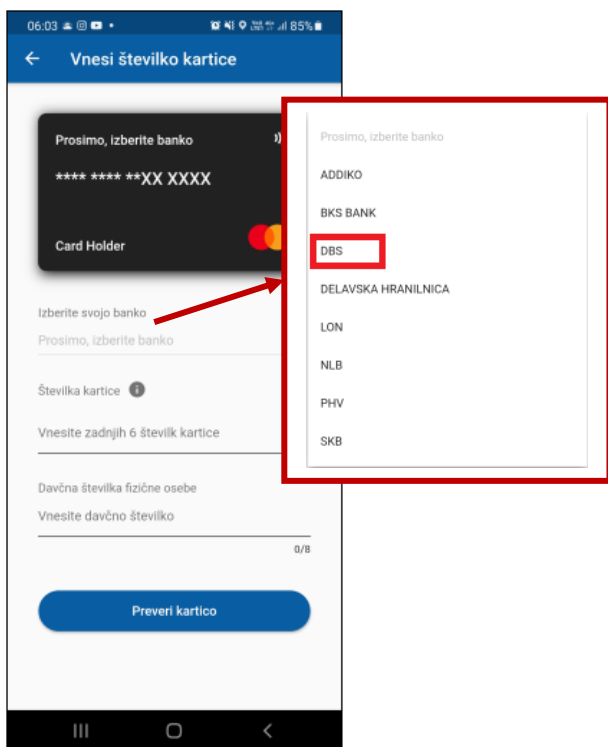 06:03
85%
Vnesi številko kartice
Prosimo, izberite banko
**** **** **XX XXXX
Card Holder
Izberite svojo banko
Prosimo, izberite banko
Številka kartice
Vnesite zadnjih 6 številk kartice
Davčna številka fizične osebe
Vnesite davčno številko
0/8
Preveri kartico
Prosimo, izberite banko
ADDIKO
BKS BANK
DBS
DELAVSKA HRANILNICA
LON
NLB
PHV
SKB